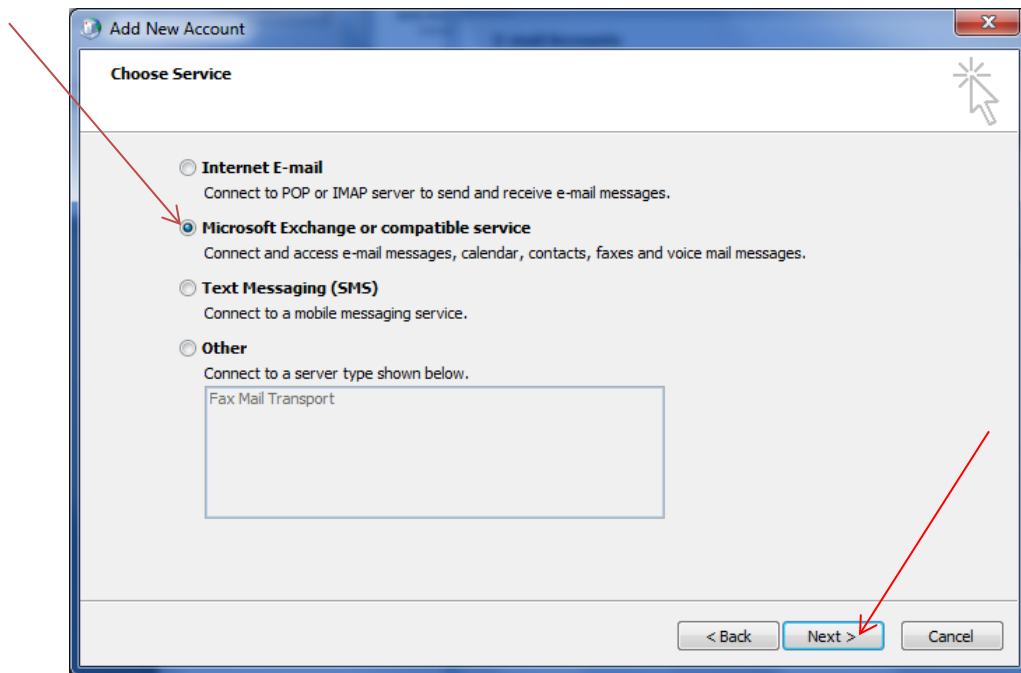 Add New Account
Choose Service
Internet E-mail
Connect to POP or IMAP server to send and receive e-mail messages.
Microsoft Exchange or compatible service
Connect and access e-mail messages, calendar, contacts, faxes and voice mail messages.
Text Messaging (SMS)
Connect to a mobile messaging service.
Other
Connect to a server type shown below.
Fax Mail Transport
< Back Next > Cancel